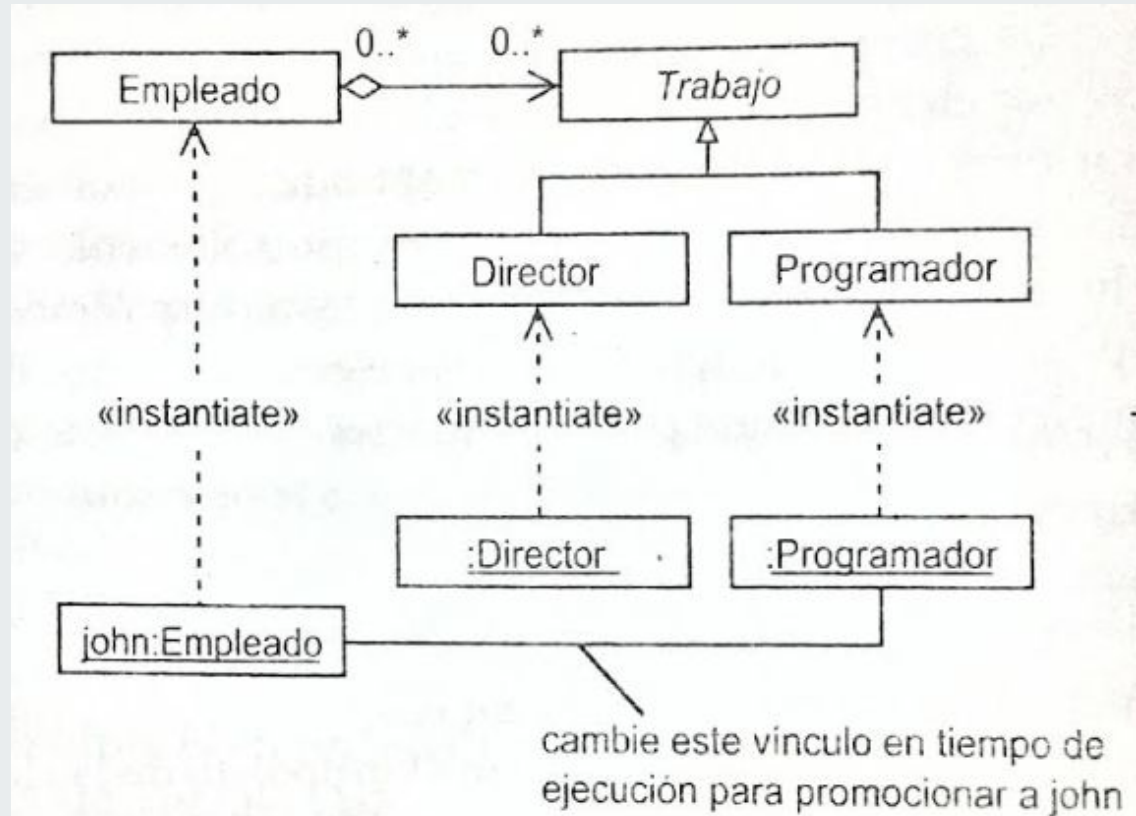 0..* 0..*
Empleado Trabajo
Director Programador
«instantiate» «instantiate» «instantiate»
:Director :Programador
john:Empleado
cambie este vinculo en tiempo de
ejecución para promocionar a john